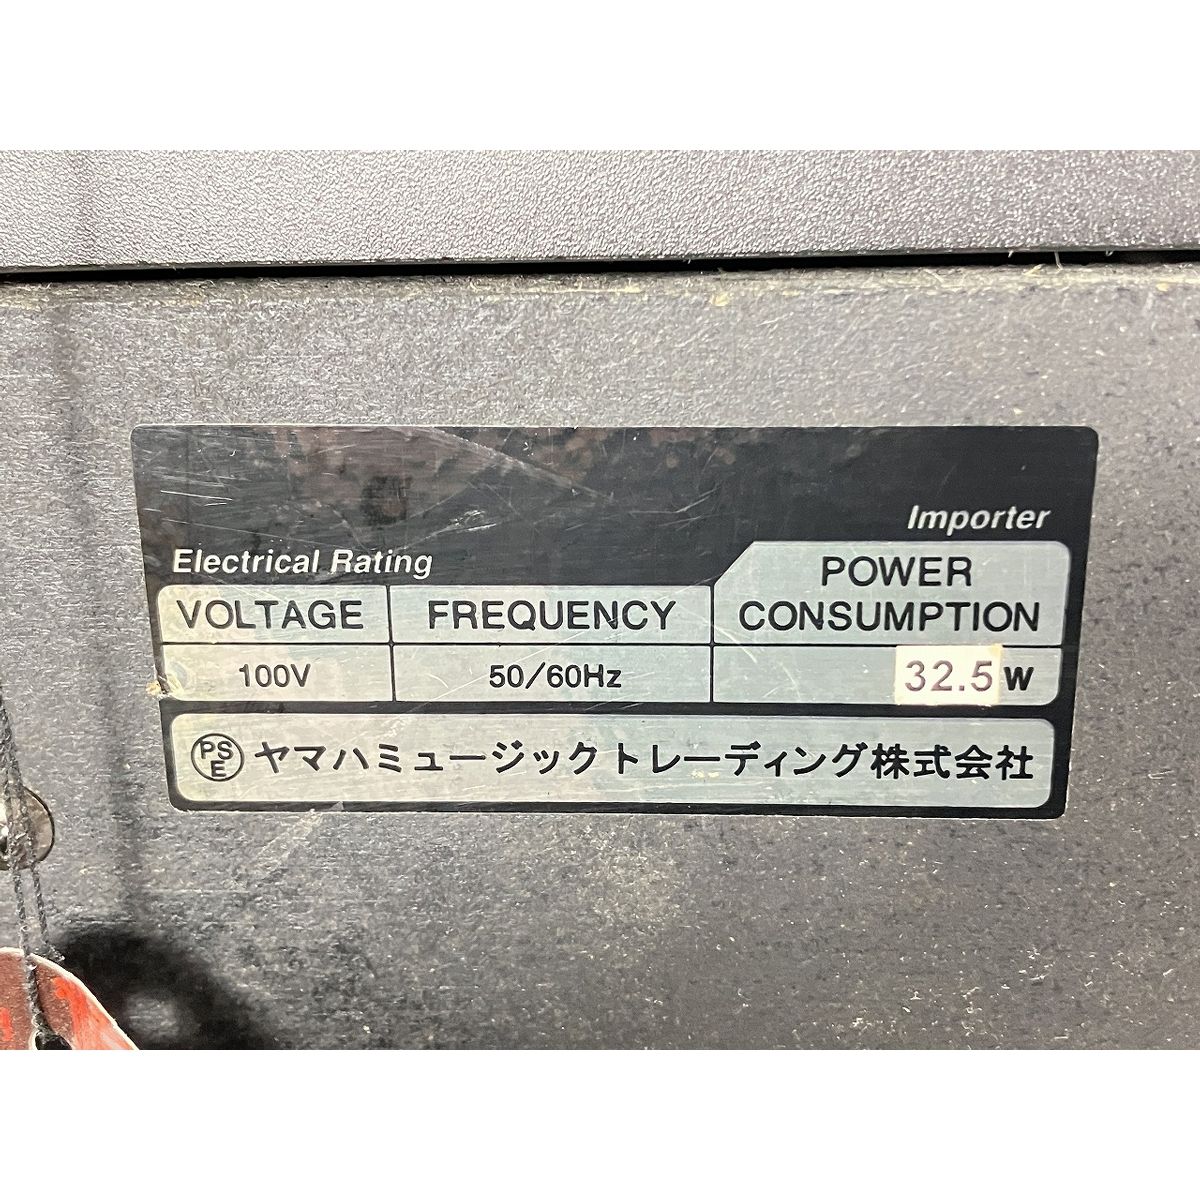 Importer
Electrical Rating
VOLTAGE FREQUENCY POWER CONSUMPTION
100V 50/60Hz 32.5 W
PSE ヤマハミュージックトレーディング株式会社